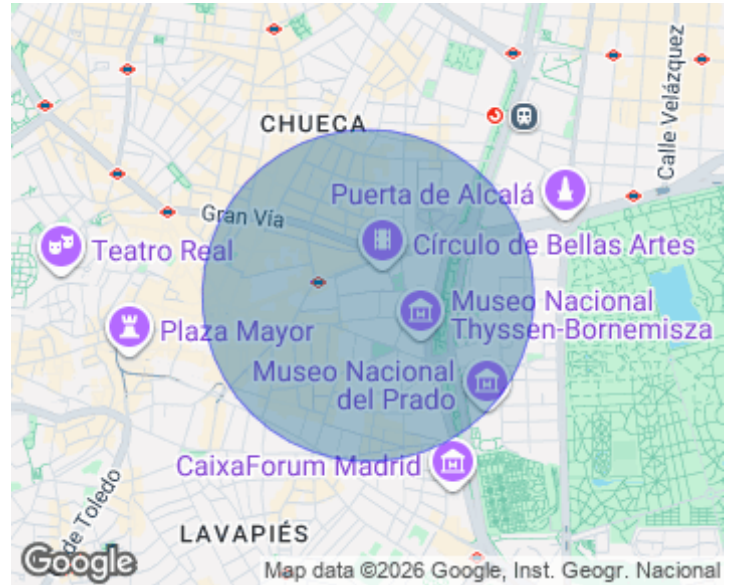 CHUECA
Calle Velázquez
Puerta de Alcalá
Gran Vía
Teatro Real
Círculo de Bellas Artes
Plaza Mayor
Museo Nacional
Thyssen-Bornemisza
Museo Nacional
del Prado
CaixaForum Madrid
de Toledo
LAVAPIÉS
Google
Map data ©2026 Google, Inst. Geogr. Nacional